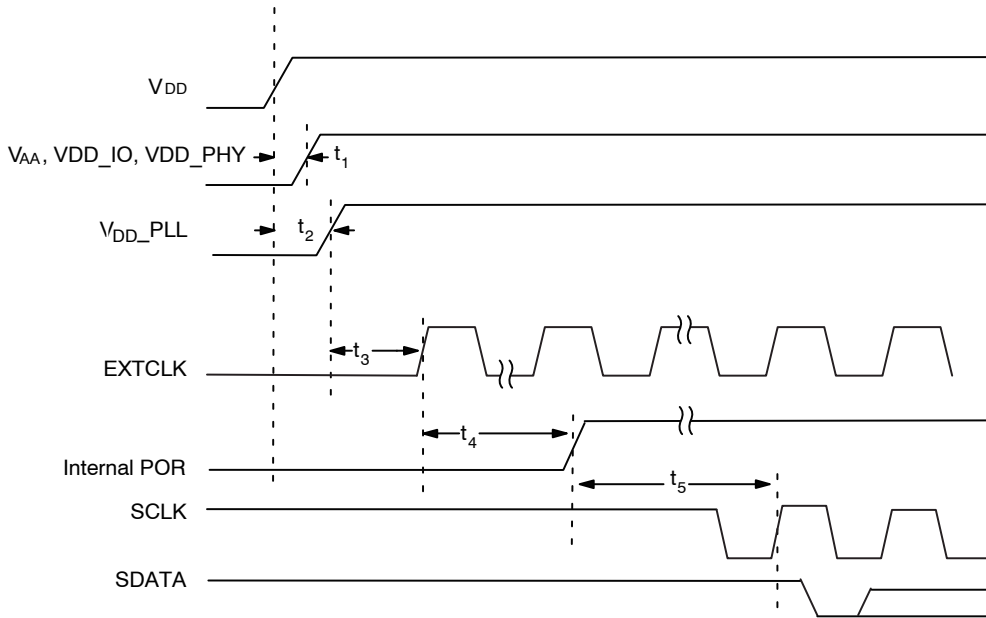 VDD
VAA, VDD_IO, VDD_PHY
t1
VDD_PLL
t2
t3
EXTCLK
t4
Internal POR
t5
SCLK
SDATA